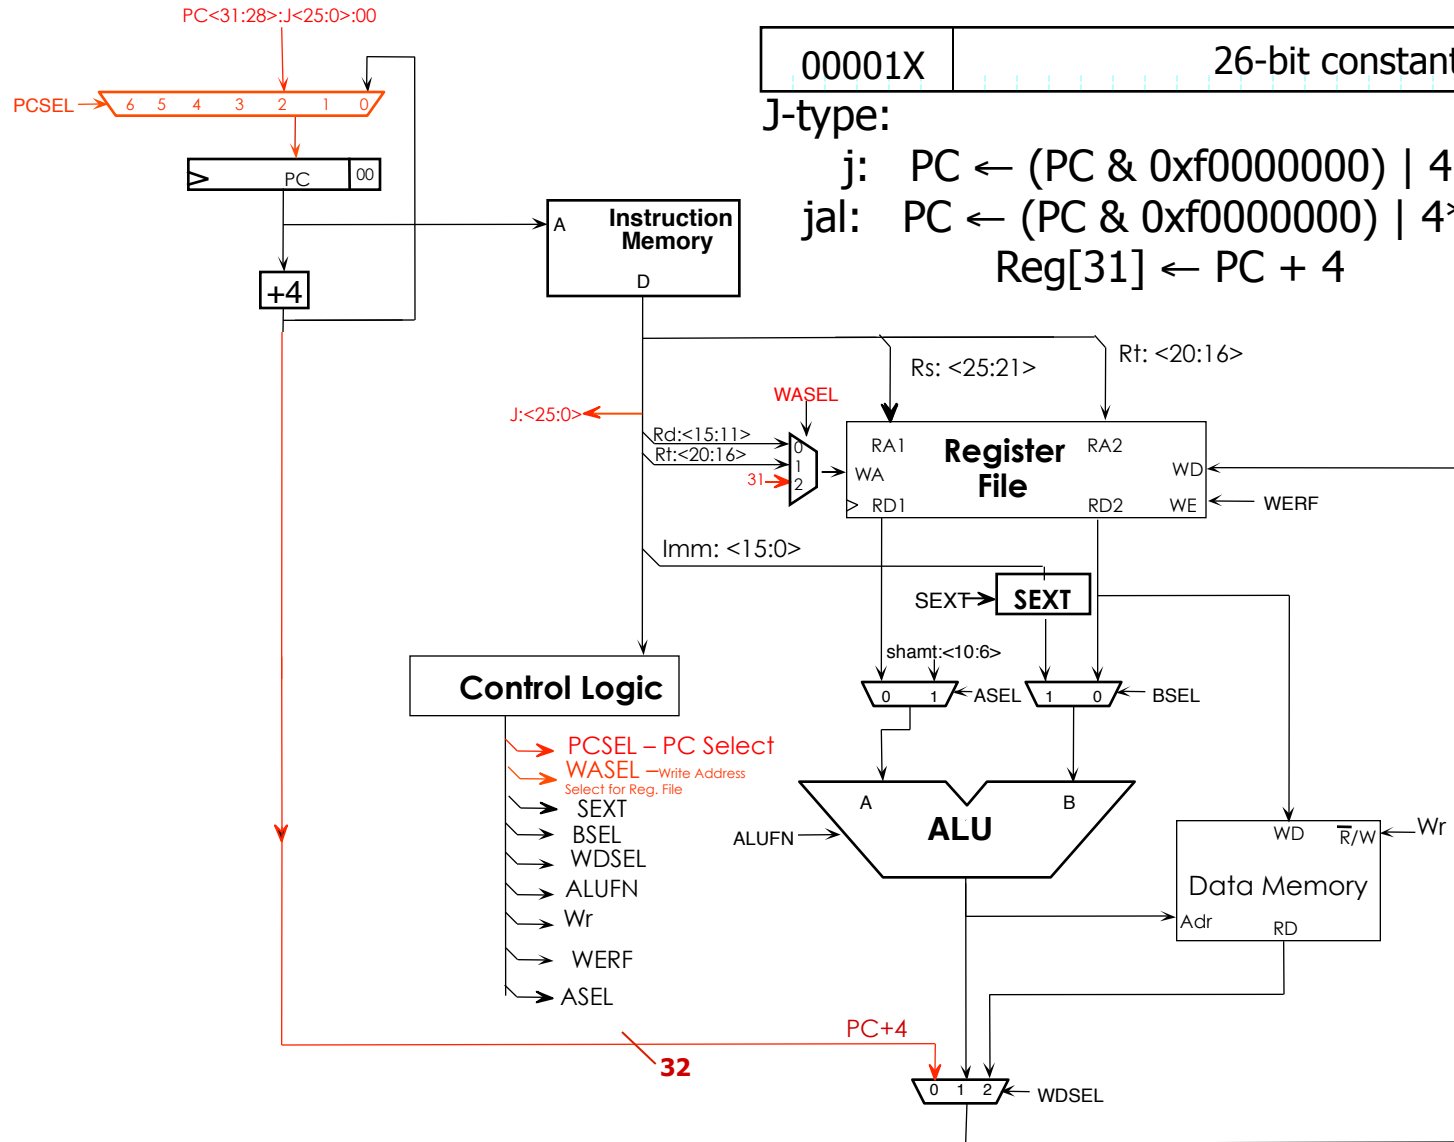 PC<31:28>:J<25:0>:00
PCSEL
6 5 4 3 2 1 0
PC
00
+4
00001X
26-bit constant
J-type:
j: PC ← (PC & 0xf0000000) | 4
jal: PC ← (PC & 0xf0000000) | 4*
Reg[31] ← PC + 4
A
Instruction
Memory
D
Rs: <25:21>
Rt: <20:16>
J:<25:0>
WASEL
Rd:<15:11>
Rt:<20:16>
31
0
1
2
RA1
Register
File
RA2
WA
WD
RD1
RD2
WE
WERF
Imm: <15:0>
SEXT
SEXT
shamt:<10:6>
0 1
ASEL
1 0
BSEL
Control Logic
PCSEL – PC Select
WASEL – Write Address
Select for Reg. File
SEXT
BSEL
WDSEL
ALUFN
Wr
WERF
ASEL
A
B
ALU
ALUFN
WD
R/W
Wr
Data Memory
Adr
RD
PC+4
32
0 1 2
WDSEL